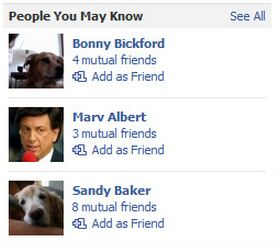 People You May Know See All
Bonny Bickford
4 mutual friends
Add as Friend
Marv Albert
3 mutual friends
Add as Friend
Sandy Baker
8 mutual friends
Add as Friend